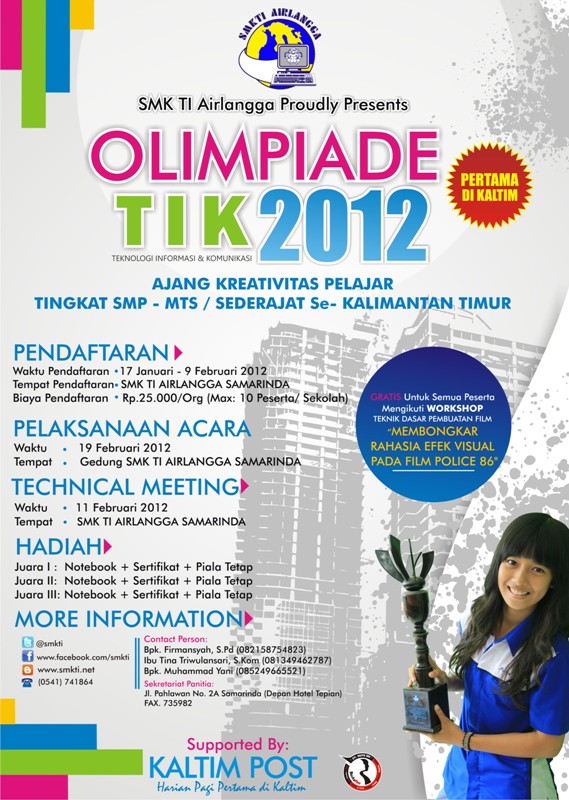 SMKTI AIRLANGGA
SMK TI Airlangga Proudly Presents
OLIMPIADE
TIK 2012
TEKNOLOGI INFORMASI & KOMUNIKASI
PERTAMA
DI KALTIM
AJANG KREATIVITAS PELAJAR
TINGKAT SMP - MTS / SEDERAJAT Se- KALIMANTAN TIMUR
PENDAFTARAN
Waktu Pendaftaran • 17 Januari - 9 Februari 2012
Tempat Pendaftaran • SMK TI AIRLANGGA SAMARINDA
Biaya Pendaftaran • Rp.25.000/Org (Max: 10 Peserta/ Sekolah)
GRATIS Untuk Semua Peserta
Mengikuti WORKSHOP
TEKNIK DASAR PEMBUATAN FILM
"MEMBONGKAR
RAHASIA EFEK VISUAL
PADA FILM POLICE 86"
PELAKSANAAN ACARA
Waktu • 19 Februari 2012
Tempat • Gedung SMK TI AIRLANGGA SAMARINDA
TECHNICAL MEETING
Waktu • 11 Februari 2012
Tempat • SMK TI AIRLANGGA SAMARINDA
HADIAH
Juara I : Notebook + Sertifikat + Piala Tetap
Juara II: Notebook + Sertifikat + Piala Tetap
Juara III: Notebook + Sertifikat + Piala Tetap
MORE INFORMATION
@smkti
www.facebook.com/smkti
www.smkti.net
(0541) 741864
Contact Person:
Bpk. Firmansyah, S.Pd (082158754823)
Ibu Tina Triwulansari, S.Kom (081349462787)
Bpk. Muhammad Yani (085249665521)
Sekretariat Panitia:
Jl. Pahlawan No. 2A Samarinda (Depan Hotel Tepian)
FAX. 735982
Supported By:
KALTIM POST
Harian Pagi Pertama di Kaltim